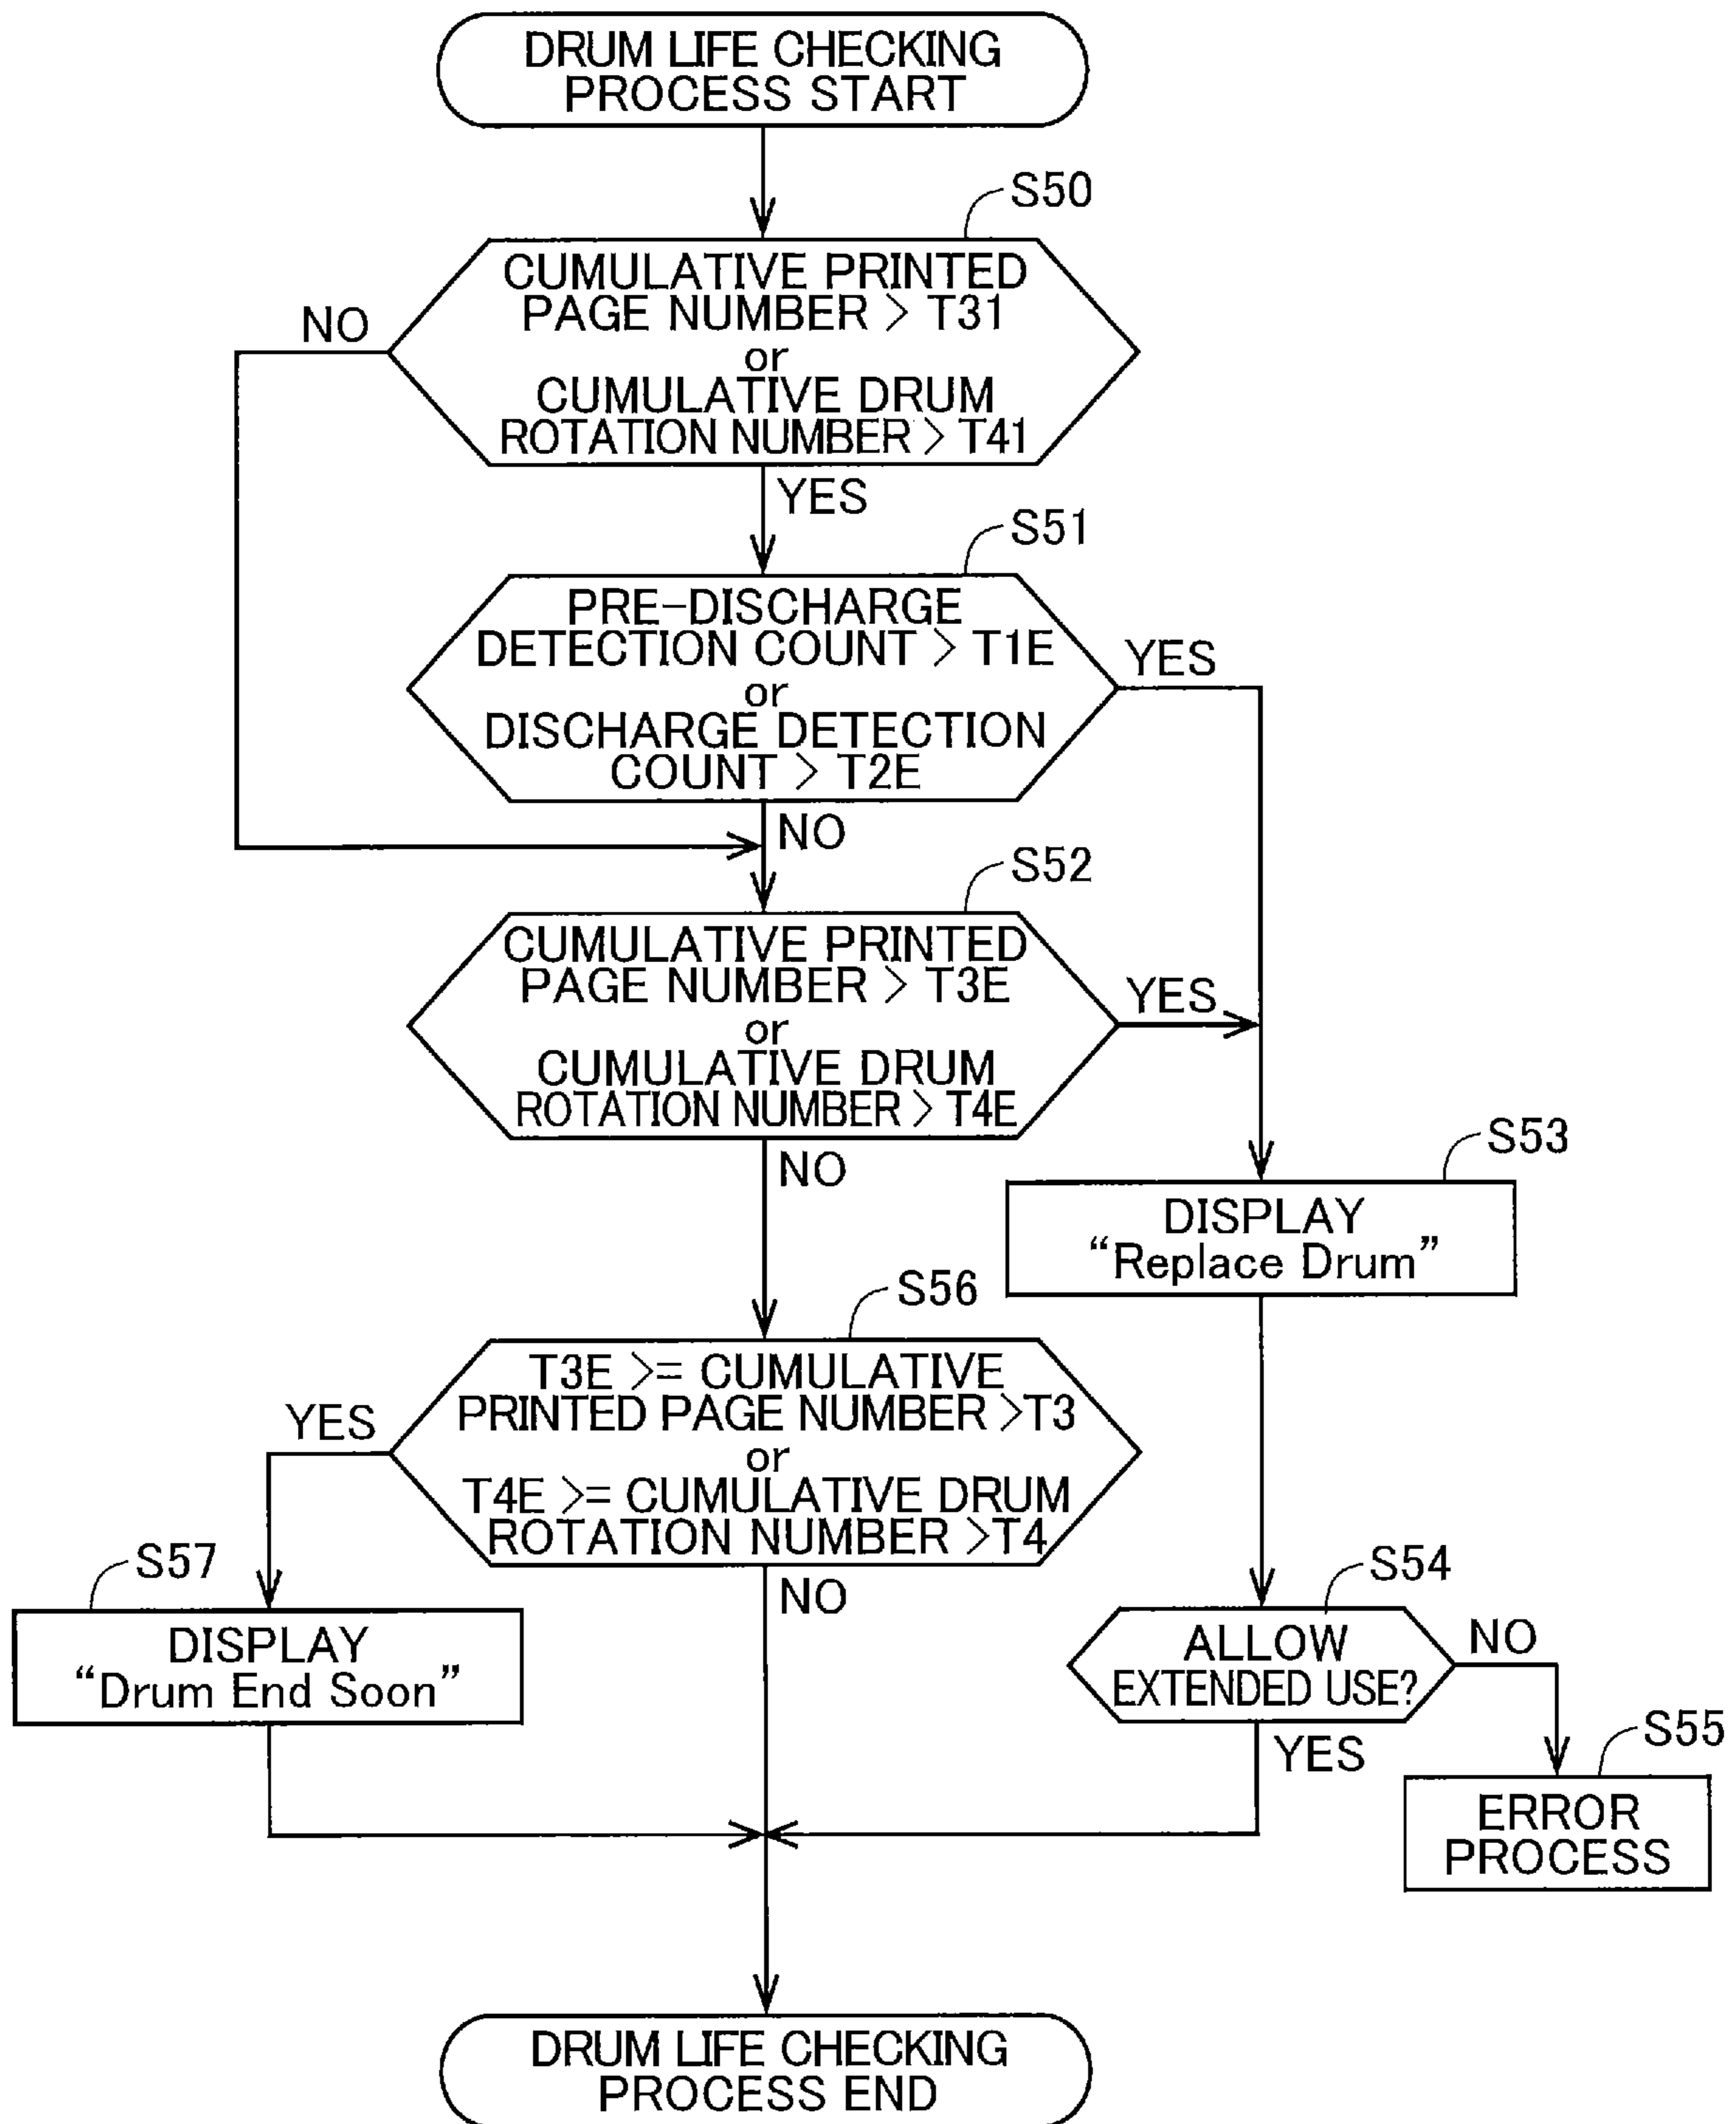 DRUM LIFE CHECKING
PROCESS START
S50
CUMULATIVE PRINTED
PAGE NUMBER > T31
or
CUMULATIVE DRUM
ROTATION NUMBER > T41
NO
YES
S51
PRE-DISCHARGE
DETECTION COUNT > T1E
or
DISCHARGE DETECTION
COUNT > T2E
YES
NO
S52
CUMULATIVE PRINTED
PAGE NUMBER > T3E
or
CUMULATIVE DRUM
ROTATION NUMBER > T4E
YES
NO
S53
DISPLAY
“Replace Drum”
S56
T3E >= CUMULATIVE
PRINTED PAGE NUMBER >T3
or
T4E >= CUMULATIVE DRUM
ROTATION NUMBER >T4
YES
NO
S57
DISPLAY
“Drum End Soon”
S54
ALLOW
EXTENDED USE?
NO
YES
S55
ERROR
PROCESS
DRUM LIFE CHECKING
PROCESS END